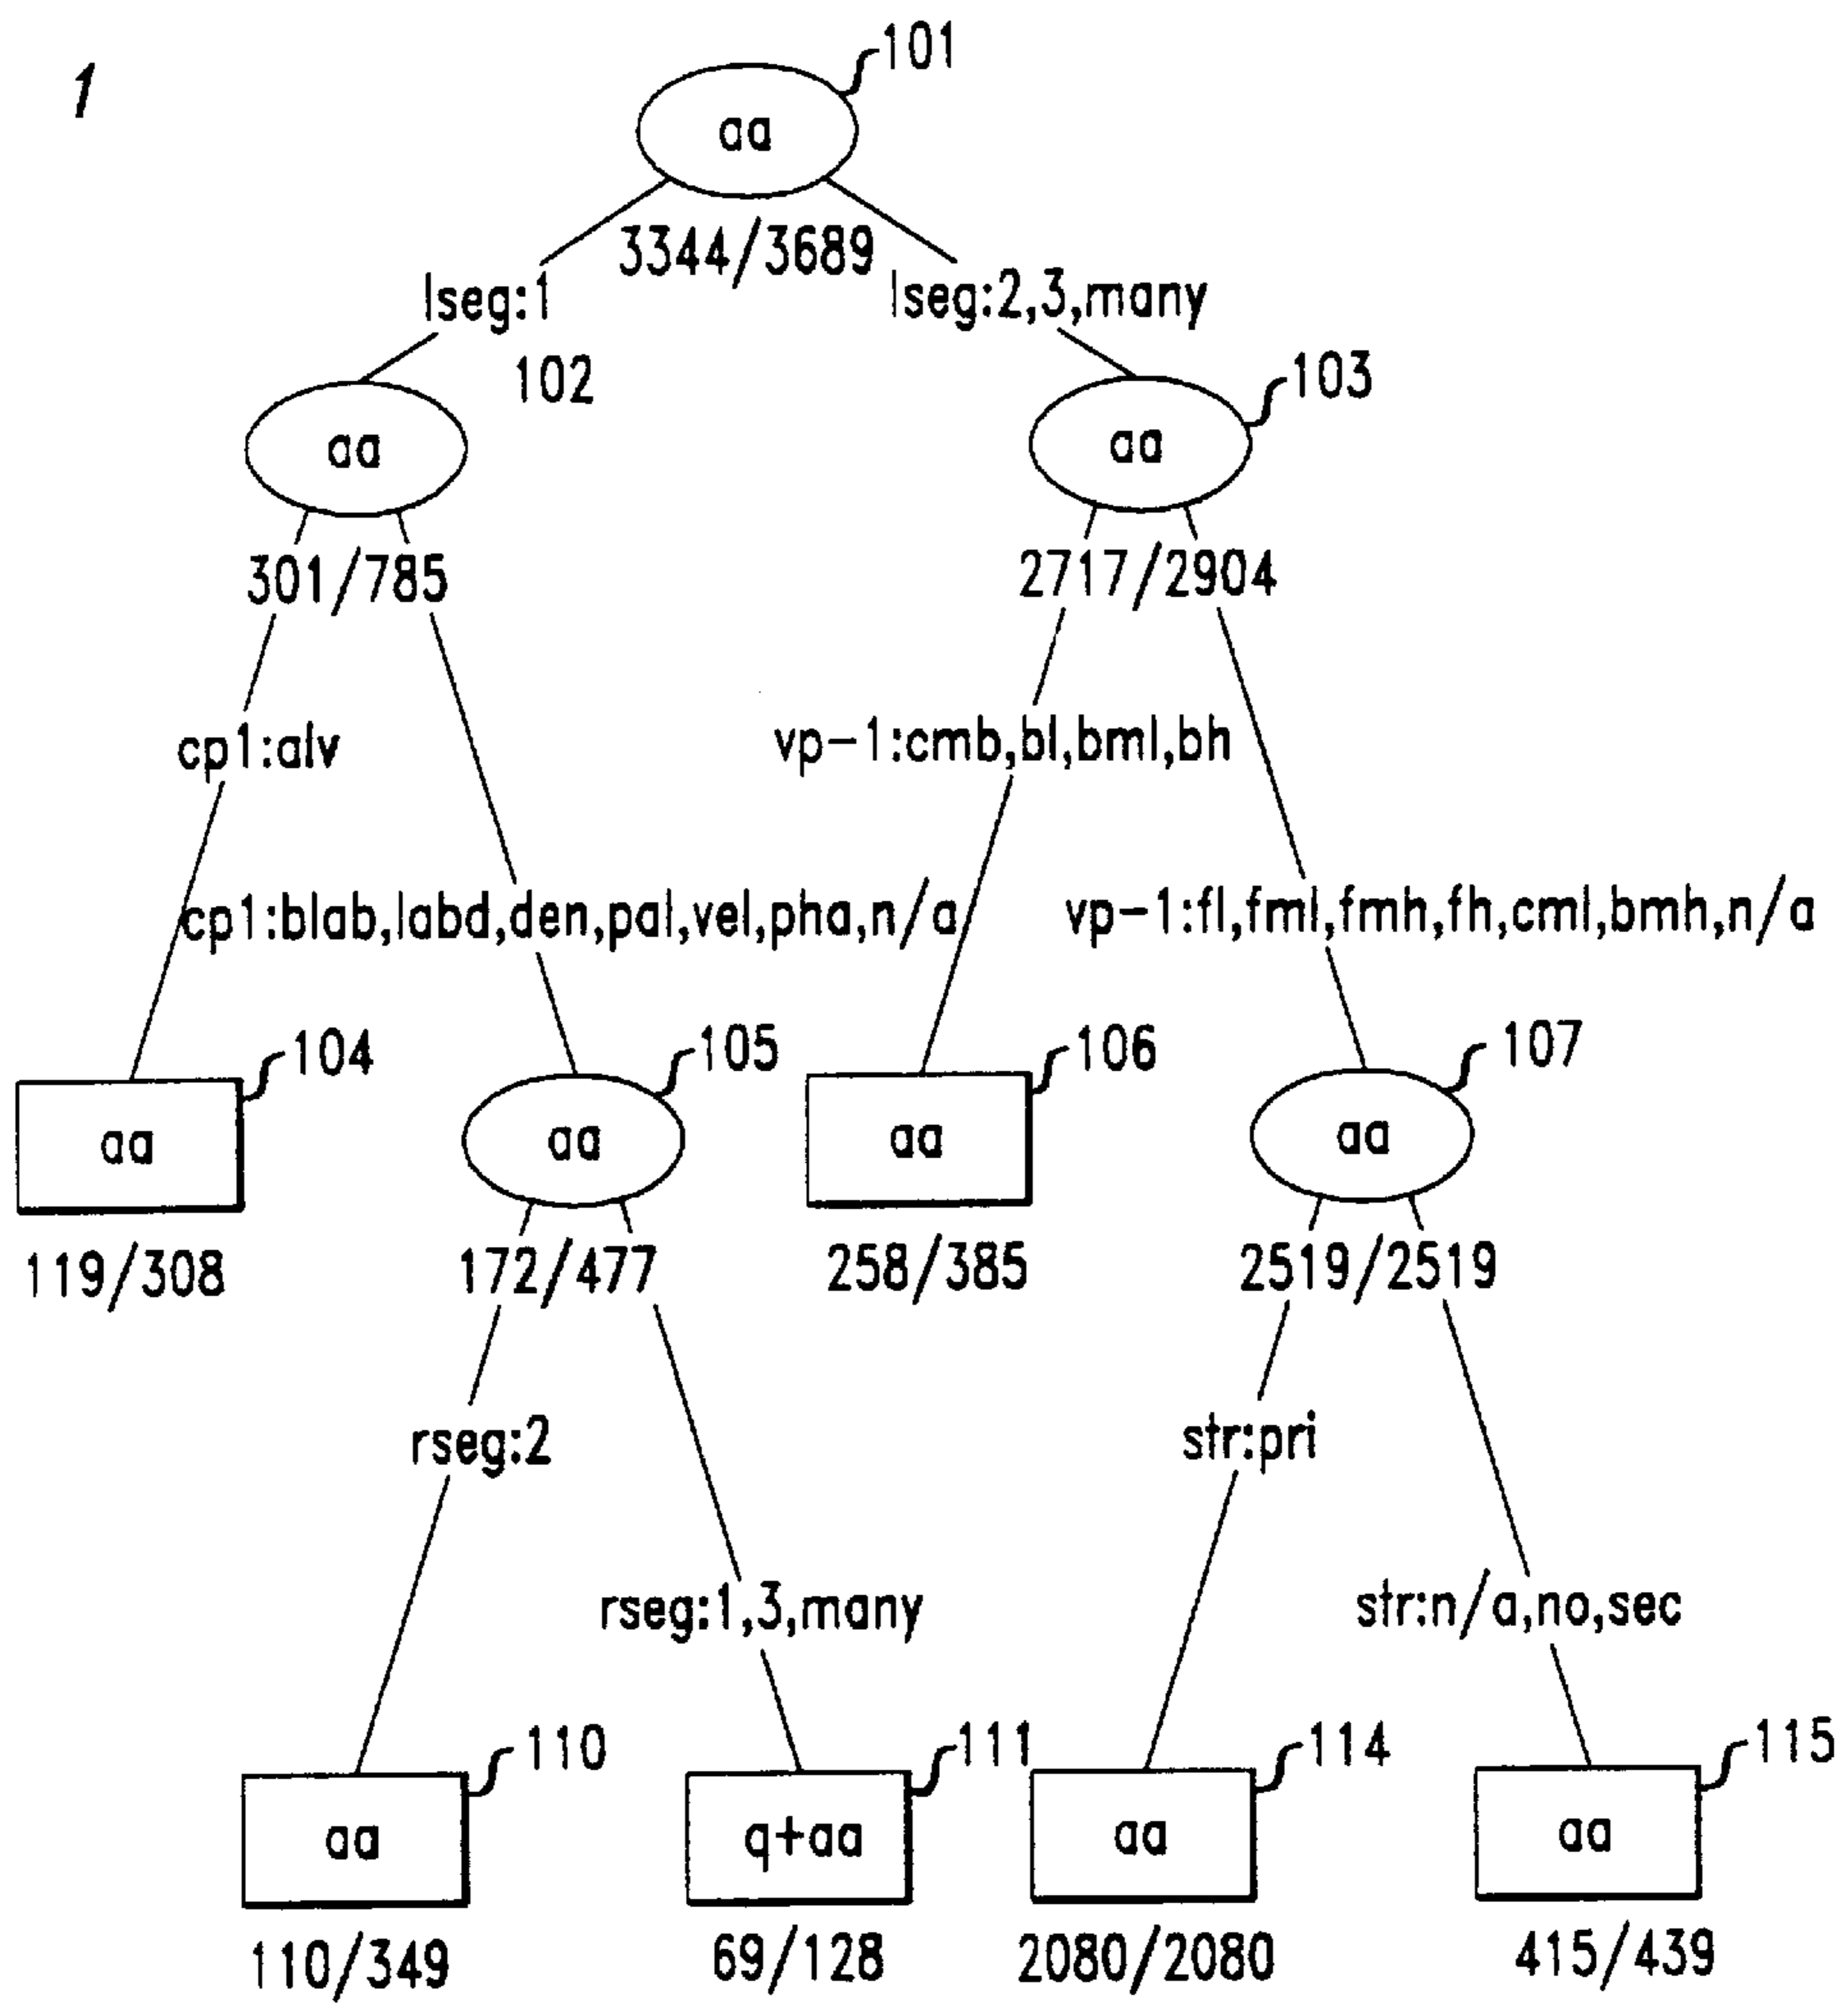 1
101
aa
3344/3689
lseg:1
lseg:2,3,many
102
103
aa
aa
301/785
2717/2904
cp1:alv
vp-1:cmb,bl,bml,bh
cp1:blab,labd,den,pal,vel,pha,n/a
vp-1:fl,fml,fmh,fh,cml,bmh,n/a
104
105
106
107
aa
aa
aa
aa
119/308
172/477
258/385
2519/2519
rseg:2
str:pri
rseg:1,3,many
str:n/a,no,sec
110
111
114
115
aa
q+aa
aa
aa
110/349
69/128
2080/2080
415/439